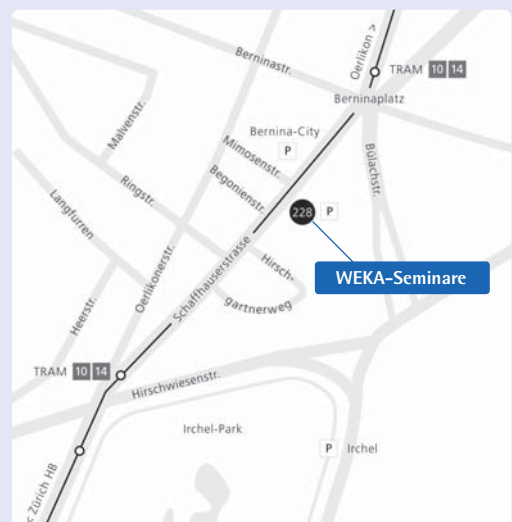 Oerlikon >
Berninastr.
TRAM 10 14
Berninaplatz
Malvenstr.
Bernina-City
P
Mimosenstr.
Bülachstr.
Begonienstr.
Ringstr.
Langfurren
228 P
Schaffhauserstrasse
Oerlikonerstr.
Hirsch-
gartnerweg
WEKA-Seminare
Heerstr.
TRAM 10 14
Hirschwiesenstr.
Irchel-Park
P Irchel
< Zürich HB